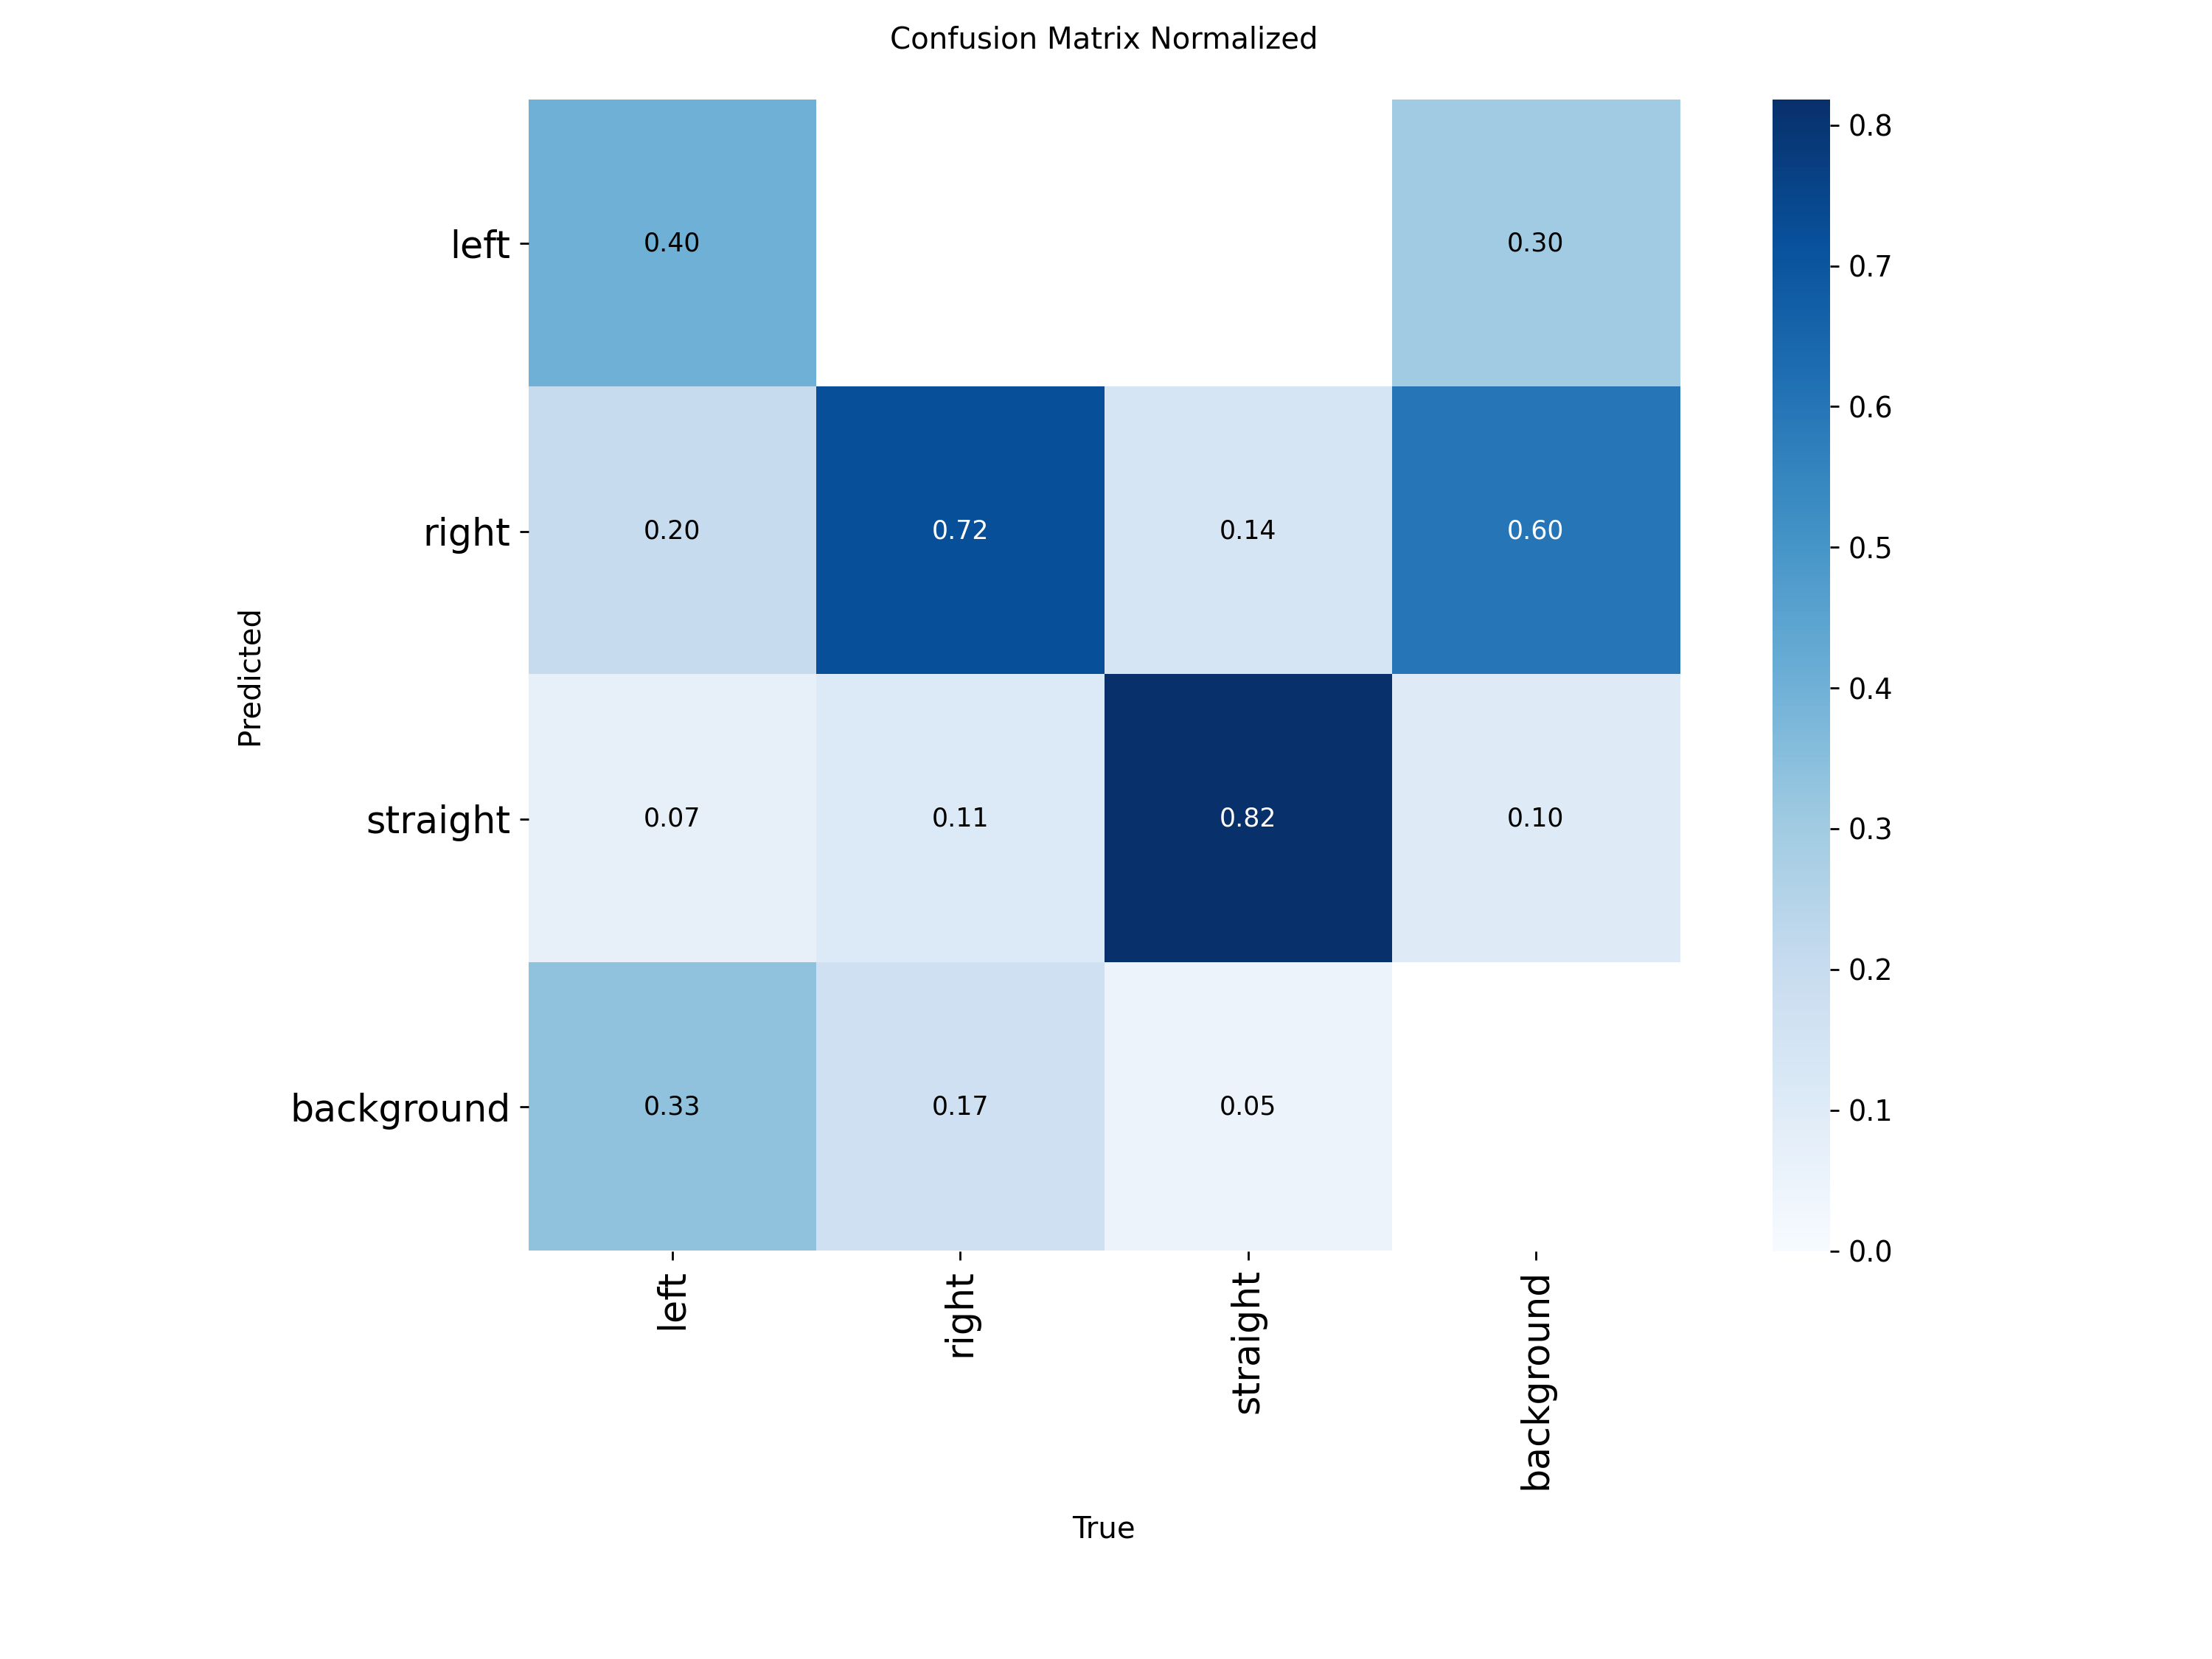 Confusion Matrix Normalized
left
0.40
0.30
right
0.20
0.72
0.14
0.60
straight
0.07
0.11
0.82
0.10
background
0.33
0.17
0.05
Predicted
left
right
straight
background
True
0.8
0.7
0.6
0.5
0.4
0.3
0.2
0.1
0.0